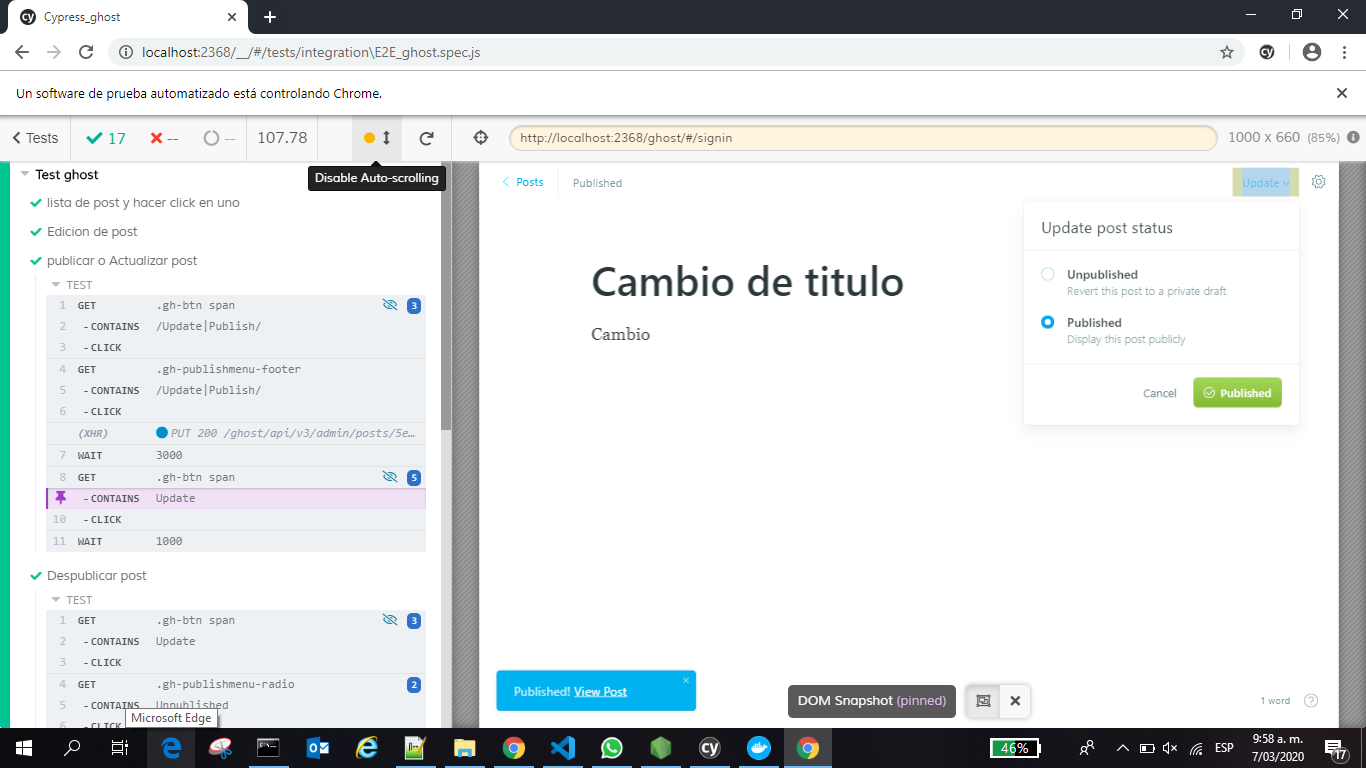 Cypress_ghost
localhost:2368/__/#/tests/integration\E2E_ghost.spec.js
Un software de prueba automatizado está controlando Chrome.
Tests
17
--
--
107.78
http://localhost:2368/ghost/#/signin
1000 x 660 (85%)
Disable Auto-scrolling
Test ghost
lista de post y hacer click en uno
Edicion de post
publicar o Actualizar post
TEST
1 GET .gh-btn span 3
2 - CONTAINS /Update|Publish/
3 - CLICK
4 GET .gh-publishmenu-footer
5 - CONTAINS /Update|Publish/
6 - CLICK
(XHR) PUT 200 /ghost/api/v3/admin/posts/5e…
7 WAIT 3000
8 GET .gh-btn span 5
- CONTAINS Update
10 - CLICK
11 WAIT 1000
Despublicar post
TEST
1 GET .gh-btn span 3
2 - CONTAINS Update
3 - CLICK
4 GET .gh-publishmenu-radio 2
5 - CONTAINS Unpublished
6 - CLICK
Microsoft Edge
Posts
Published
Update
Update post status
Unpublished
Revert this post to a private draft
Published
Display this post publicly
Cancel
Published
Cambio de titulo
Cambio
Published! View Post
DOM Snapshot (pinned)
1 word
46%
ESP
9:58 a. m.
7/03/2020
17